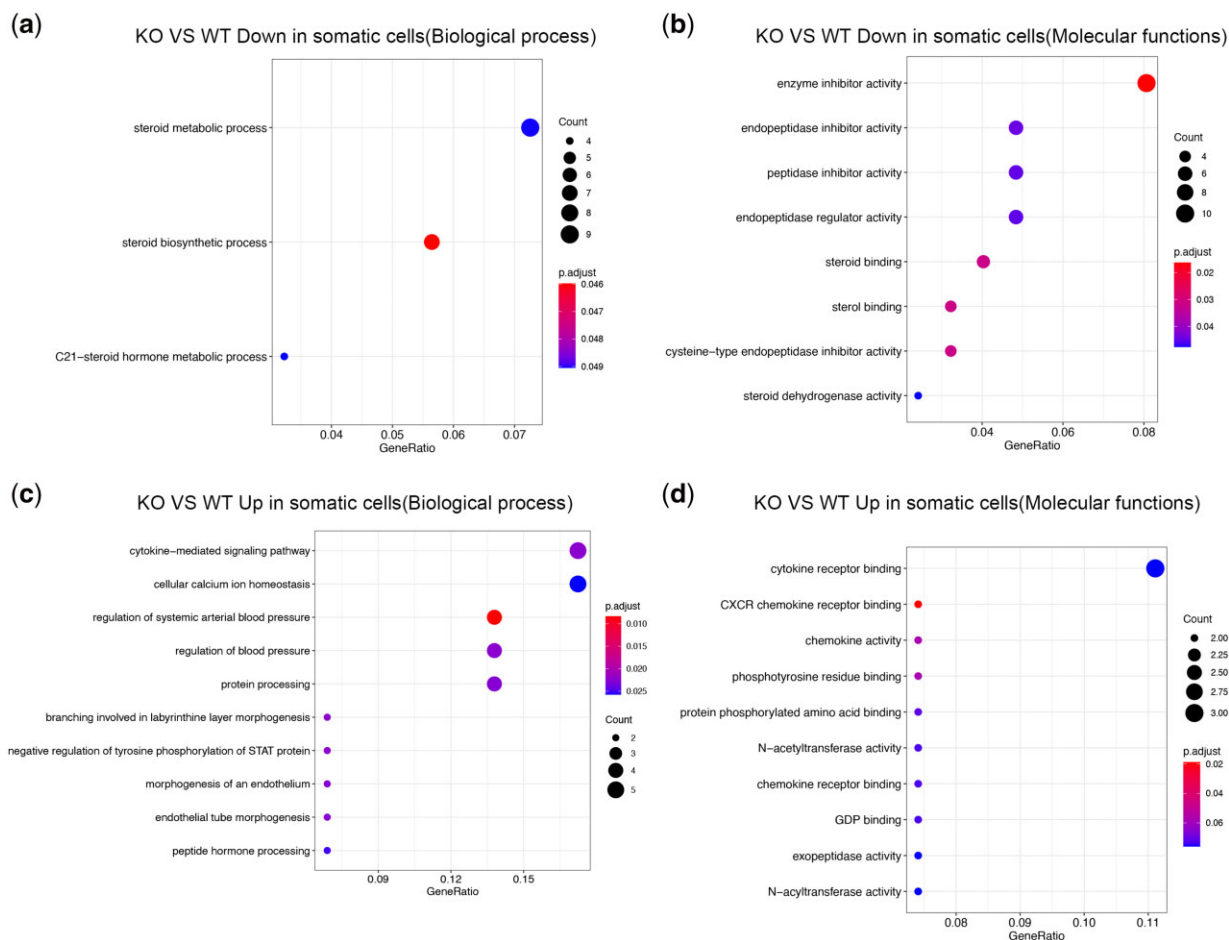 (a)
KO VS WT Down in somatic cells(Biological process)
steroid metabolic process
steroid biosynthetic process
C21−steroid hormone metabolic process
0.04 0.05 0.06 0.07
GeneRatio
Count
4
5
6
7
8
9
p.adjust
0.046
0.047
0.048
0.049
(b)
KO VS WT Down in somatic cells(Molecular functions)
enzyme inhibitor activity
endopeptidase inhibitor activity
peptidase inhibitor activity
endopeptidase regulator activity
steroid binding
sterol binding
cysteine−type endopeptidase inhibitor activity
steroid dehydrogenase activity
0.04 0.06 0.08
GeneRatio
Count
4
6
8
10
p.adjust
0.02
0.04
(c)
KO VS WT Up in somatic cells(Biological process)
cytokine−mediated signaling pathway
cellular calcium ion homeostasis
regulation of systemic arterial blood pressure
regulation of blood pressure
protein processing
branching involved in labyrinthine layer morphogenesis
negative regulation of tyrosine phosphorylation of STAT protein
morphogenesis of an endothelium
endothelial tube morphogenesis
peptide hormone processing
0.09 0.12 0.15
GeneRatio
p.adjust
0.010
0.015
0.020
0.025
Count
2
3
4
5
(d)
KO VS WT Up in somatic cells(Molecular functions)
cytokine receptor binding
CXCR chemokine receptor binding
chemokine activity
phosphotyrosine residue binding
protein phosphorylated amino acid binding
N−acetyltransferase activity
chemokine receptor binding
GDP binding
exopeptidase activity
N−acyltransferase activity
0.08 0.09 0.10 0.11
GeneRatio
Count
2.00
2.25
2.50
2.75
3.00
p.adjust
0.02
0.04
0.06